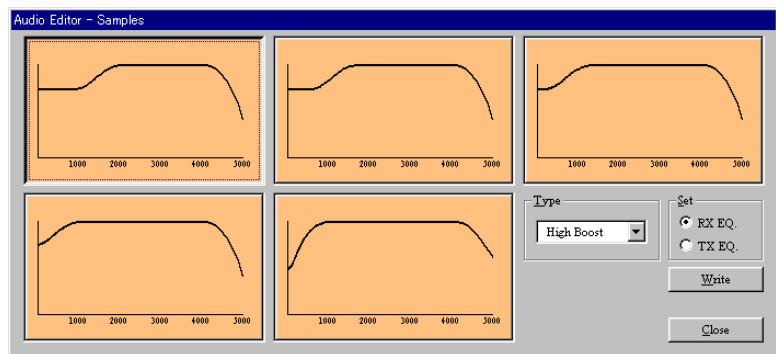 Audio Editor - Samples
1000 2000 3000 4000 5000
1000 2000 3000 4000 5000
1000 2000 3000 4000 5000
1000 2000 3000 4000 5000
1000 2000 3000 4000 5000
Type
High Boost
Set
RX EQ.
TX EQ.
Write
Close